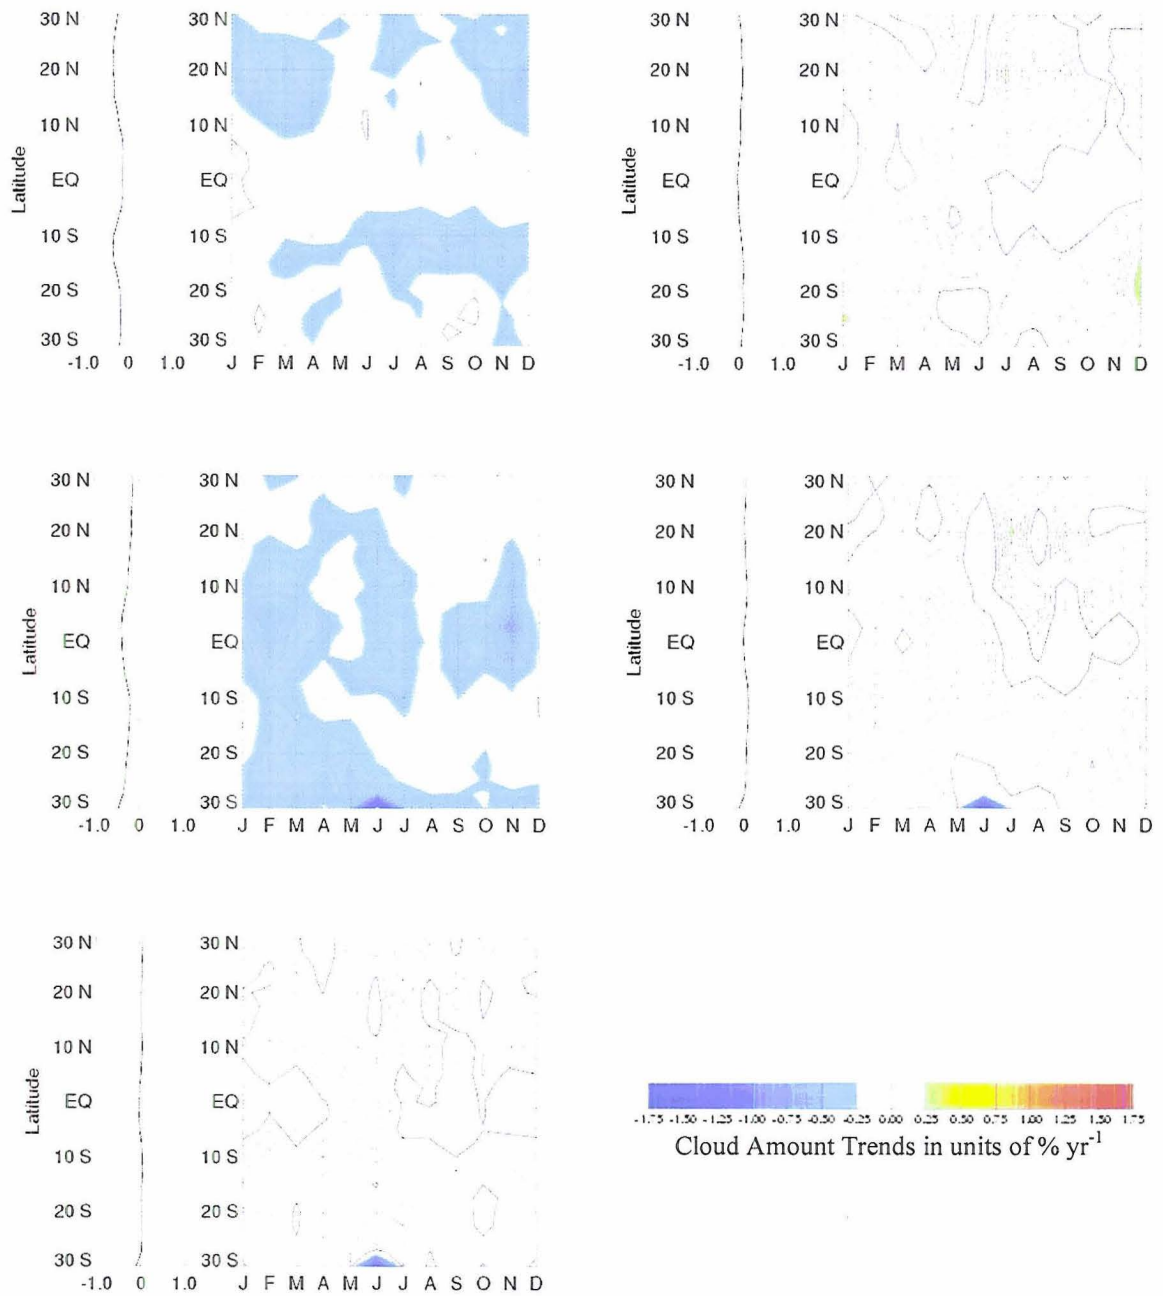 30 N 30 N
20 N 20 N
10 N 10 N
EQ EQ
10 S 10 S
20 S 20 S
30 S 30 S
Latitude
-1.0 0 1.0 J F M A M J J A S O N D
30 N 30 N
20 N 20 N
10 N 10 N
EQ EQ
10 S 10 S
20 S 20 S
30 S 30 S
Latitude
-1.0 0 1.0 J F M A M J J A S O N D
30 N 30 N
20 N 20 N
10 N 10 N
EQ EQ
10 S 10 S
20 S 20 S
30 S 30 S
Latitude
-1.0 0 1.0 J F M A M J J A S O N D
30 N 30 N
20 N 20 N
10 N 10 N
EQ EQ
10 S 10 S
20 S 20 S
30 S 30 S
Latitude
-1.0 0 1.0 J F M A M J J A S O N D
30 N 30 N
20 N 20 N
10 N 10 N
EQ EQ
10 S 10 S
20 S 20 S
30 S 30 S
Latitude
-1.0 0 1.0 J F M A M J J A S O N D
-1.75 -1.50 -1.25 -1.00 -0.75 -0.50 -0.25 0.00 0.25 0.50 0.75 1.00 1.25 1.50 1.75
Cloud Amount Trends in units of % yr-1